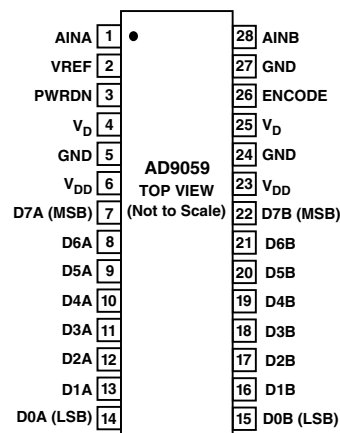 AINA 1 28 AINB
VREF 2 27 GND
PWRDN 3 26 ENCODE
VD 4 25 VD
GND 5 24 GND
AD9059
VDD 6 23 VDD
TOP VIEW
(Not to Scale)
D7A (MSB) 7 22 D7B (MSB)
D6A 8 21 D6B
D5A 9 20 D5B
D4A 10 19 D4B
D3A 11 18 D3B
D2A 12 17 D2B
D1A 13 16 D1B
D0A (LSB) 14 15 D0B (LSB)